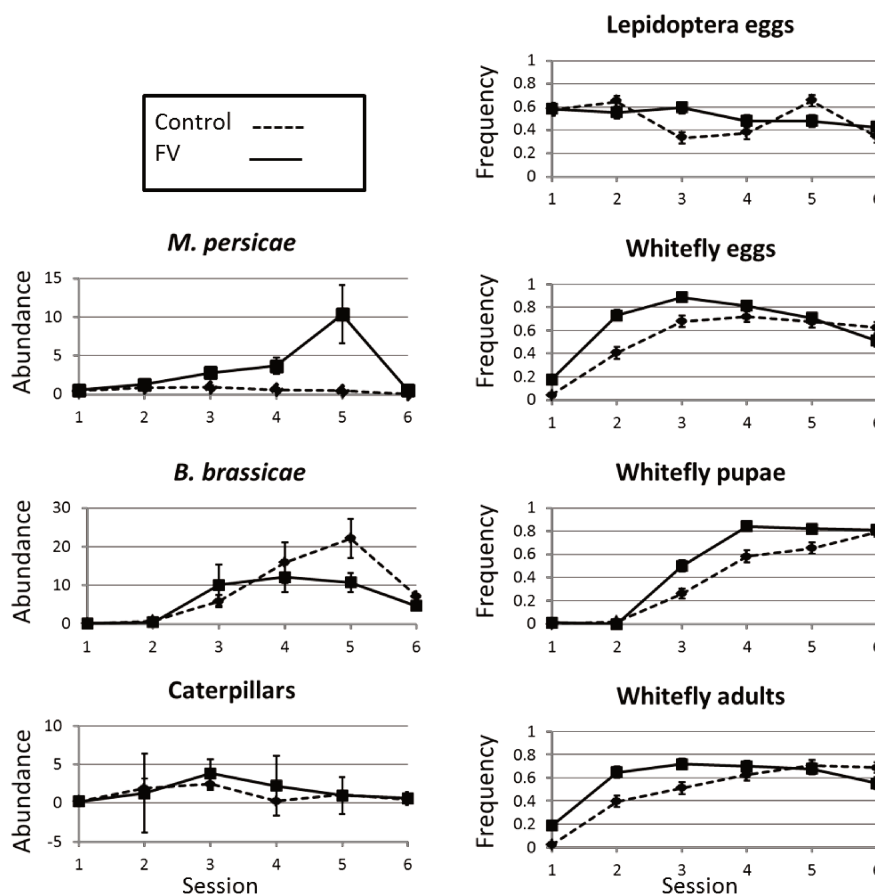 Control
FV
M. persicae
Abundance
15
10
5
0
1 2 3 4 5 6
B. brassicae
Abundance
30
20
10
0
1 2 3 4 5 6
Caterpillars
Abundance
10
5
0
-5
1 2 3 4 5 6
Session
Lepidoptera eggs
Frequency
1
0.8
0.6
0.4
0.2
0
1 2 3 4 5 6
Whitefly eggs
Frequency
1
0.8
0.6
0.4
0.2
0
1 2 3 4 5 6
Whitefly pupae
Frequency
1
0.8
0.6
0.4
0.2
0
1 2 3 4 5 6
Whitefly adults
Frequency
1
0.8
0.6
0.4
0.2
0
1 2 3 4 5 6
Session